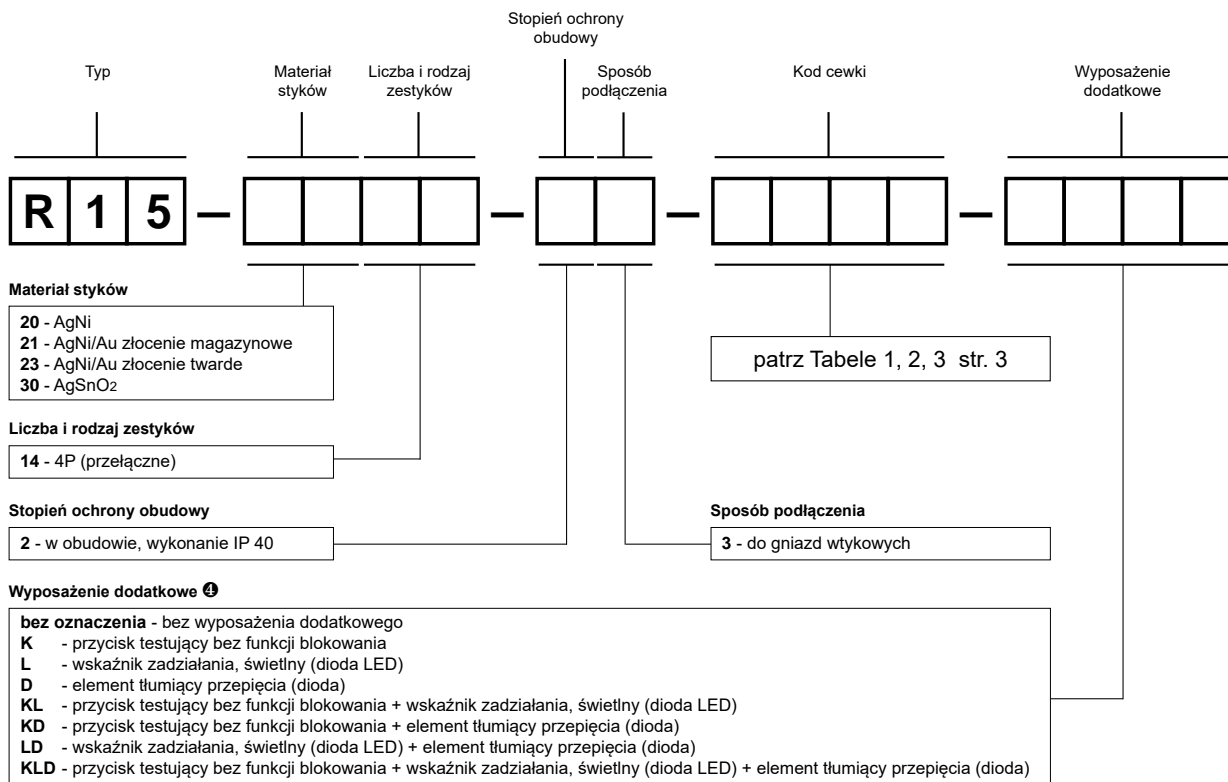 Stopień ochrony
obudowy
Typ
Materiał
styków
Liczba i rodzaj
zestyków
Sposób
podłączenia
Kod cewki
Wyposażenie
dodatkowe
R 1 5 – – – –
Materiał styków
20 - AgNi
21 - AgNi/Au złocenie magazynowe
23 - AgNi/Au złocenie twarde
30 - AgSnO2
patrz Tabele 1, 2, 3 str. 3
Liczba i rodzaj zestyków
14 - 4P (przełączne)
Stopień ochrony obudowy
2 - w obudowie, wykonanie IP 40
Sposób podłączenia
3 - do gniazd wtykowych
Wyposażenie dodatkowe ❹
bez oznaczenia - bez wyposażenia dodatkowego
K - przycisk testujący bez funkcji blokowania
L - wskaźnik zadziałania, świetlny (dioda LED)
D - element tłumiący przepięcia (dioda)
KL - przycisk testujący bez funkcji blokowania + wskaźnik zadziałania, świetlny (dioda LED)
KD - przycisk testujący bez funkcji blokowania + element tłumiący przepięcia (dioda)
LD - wskaźnik zadziałania, świetlny (dioda LED) + element tłumiący przepięcia (dioda)
KLD - przycisk testujący bez funkcji blokowania + wskaźnik zadziałania, świetlny (dioda LED) + element tłumiący przepięcia (dioda)